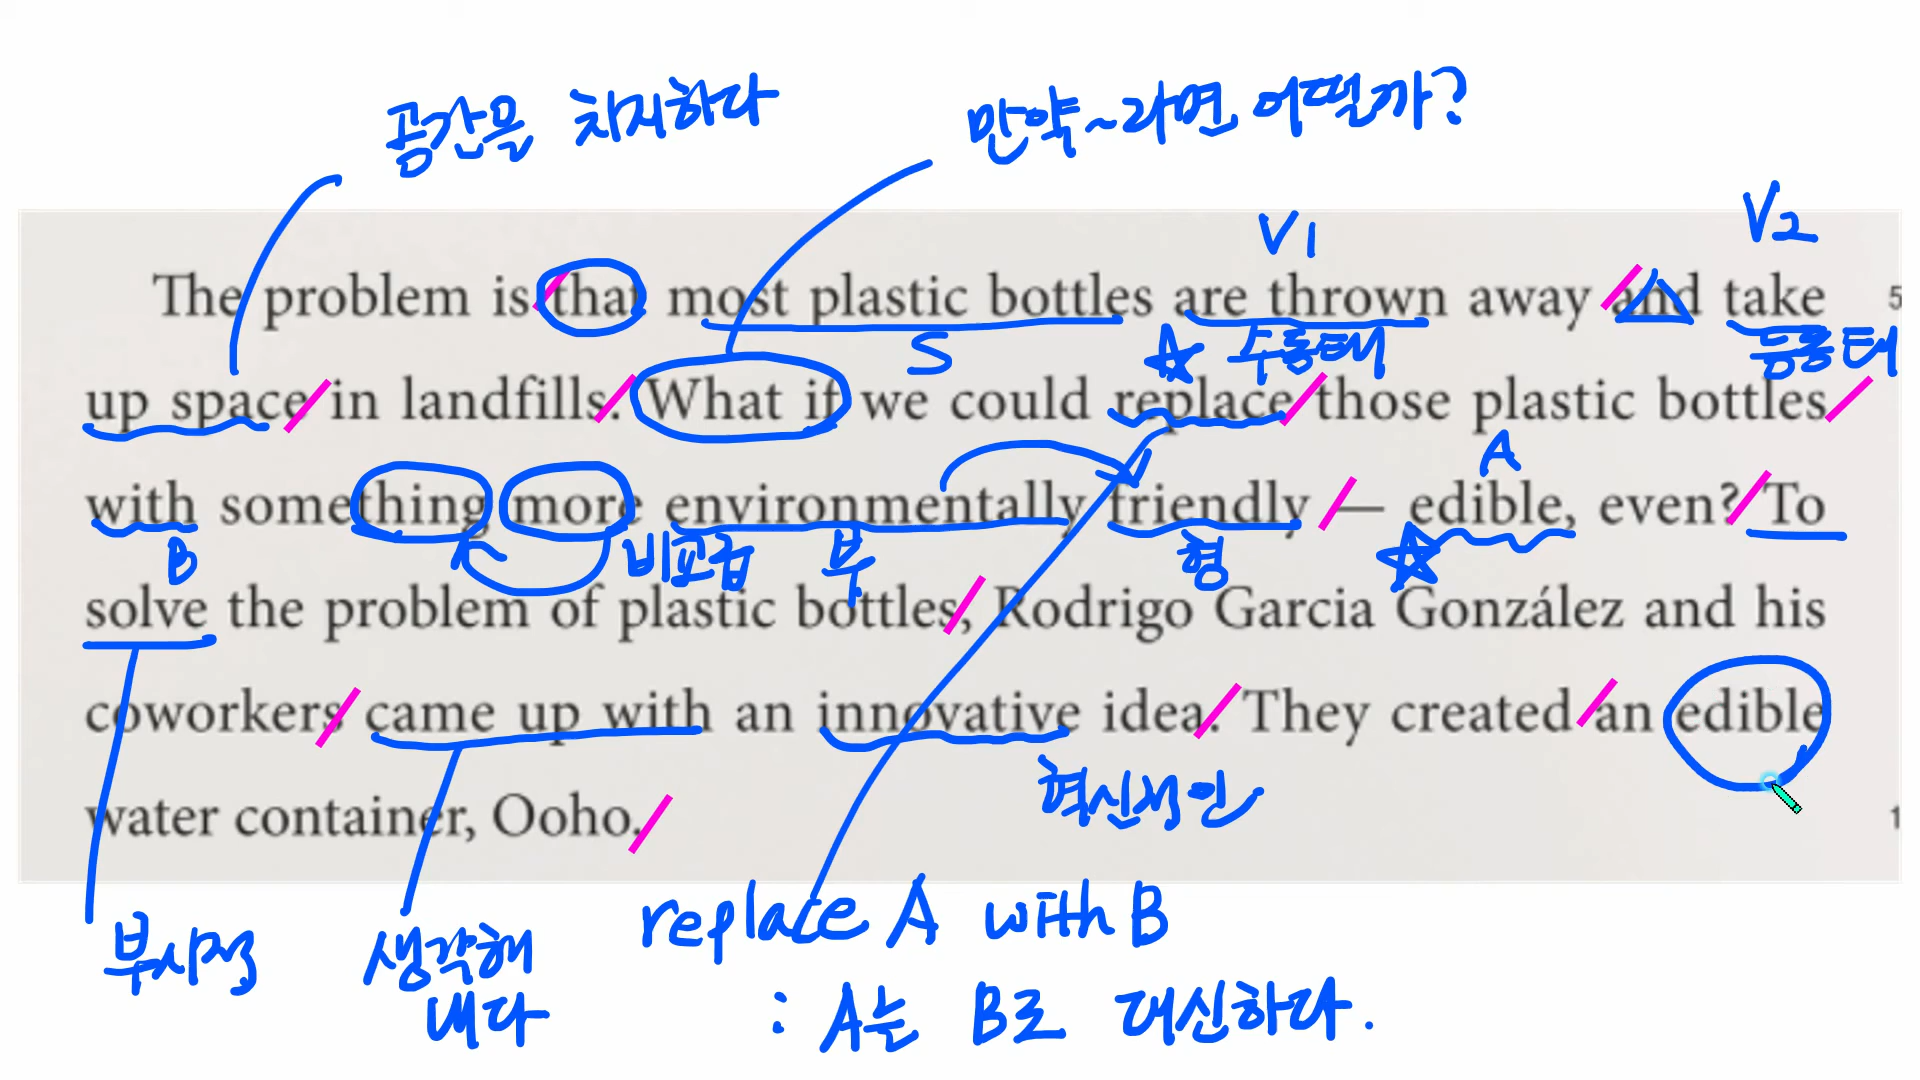 공간을 차지하다
만약~라면 어떨까?
V1
V2
The problem is that most plastic bottles are thrown away and take
5
S
☆ 수동태
능동태
up space in landfills. What if we could replace those plastic bottles
A
with something more environmentally friendly — edible, even? To
B
비교급
부
형
☆
solve the problem of plastic bottles, Rodrigo Garcia González and his
coworkers came up with an innovative idea. They created an edible
혁신적인
water container, Ooho.
1
부사적
생각해
내다
replace A with B
: A는 B로 대신하다.